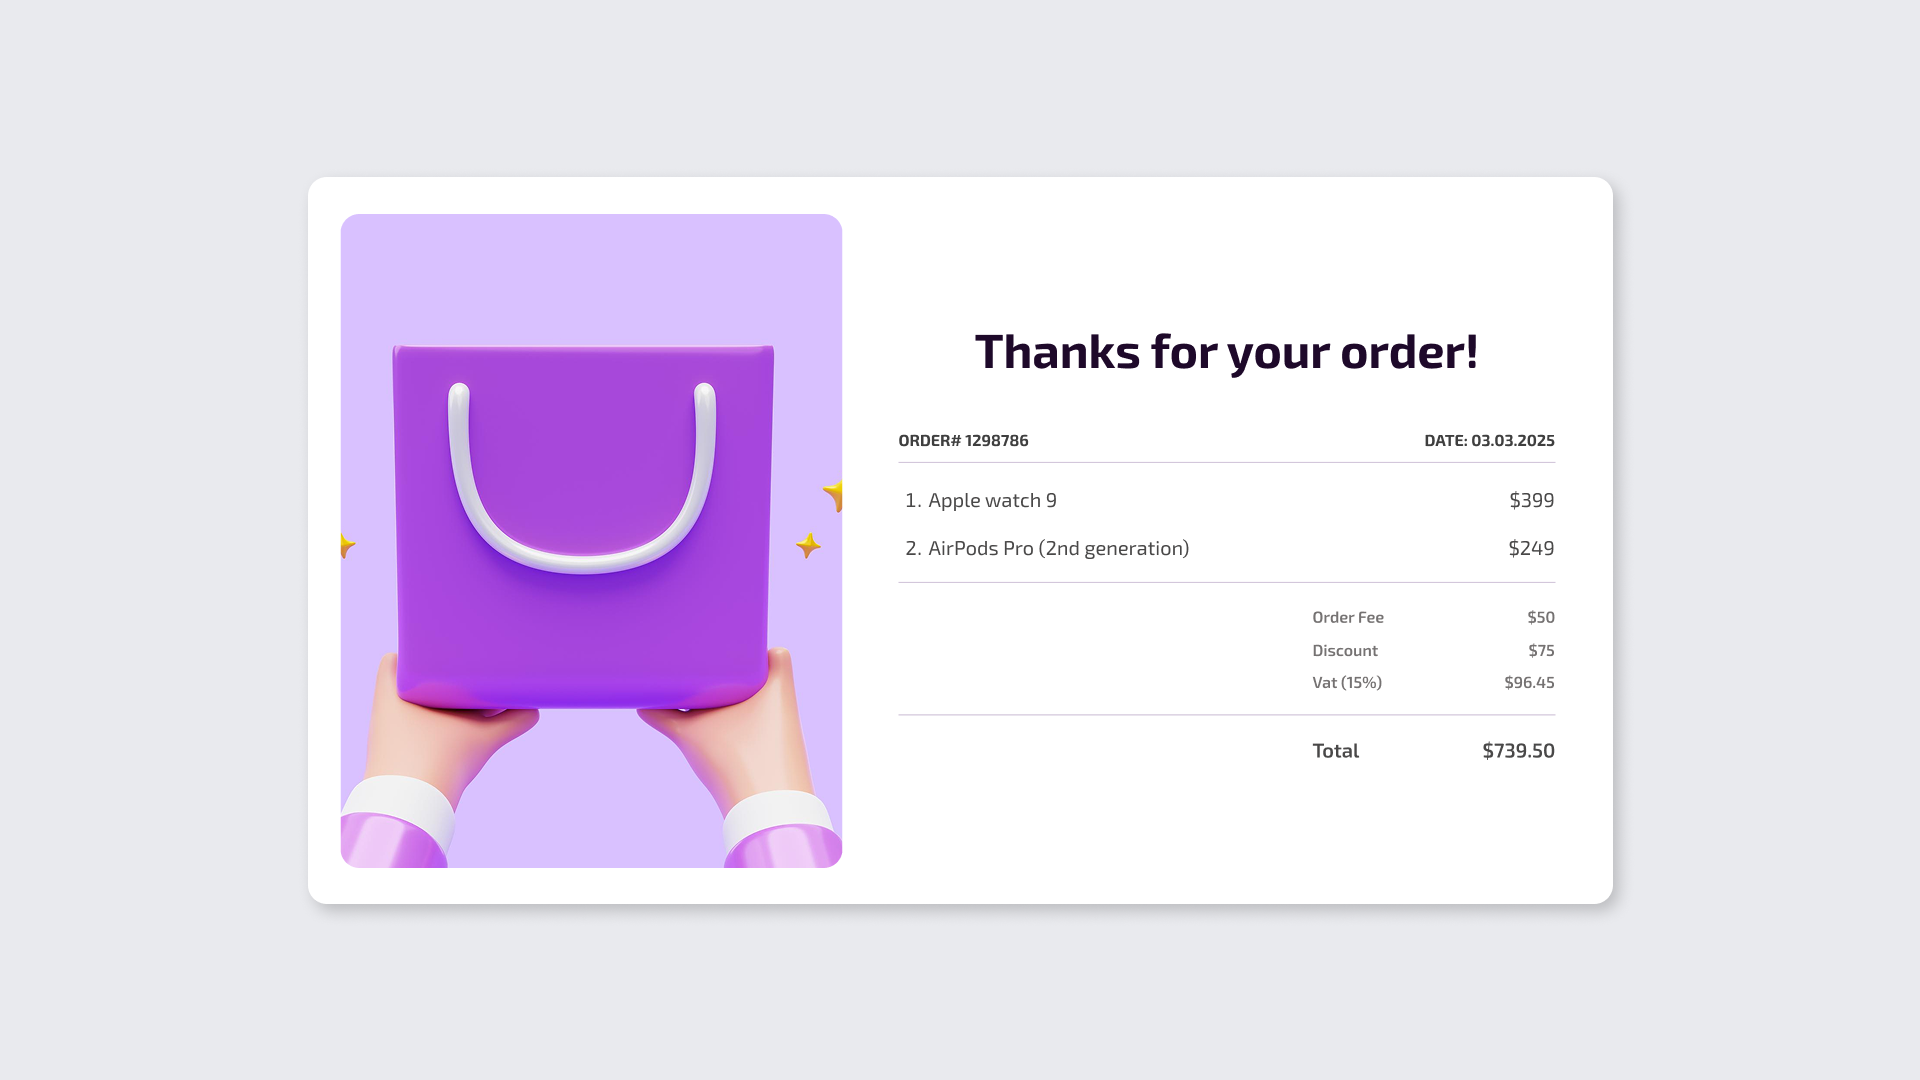 Thanks for your order!
ORDER# 1298786 DATE: 03.03.2025
1. Apple watch 9 $399
2. AirPods Pro (2nd generation) $249
Order Fee $50
Discount $75
Vat (15%) $96.45
Total $739.50